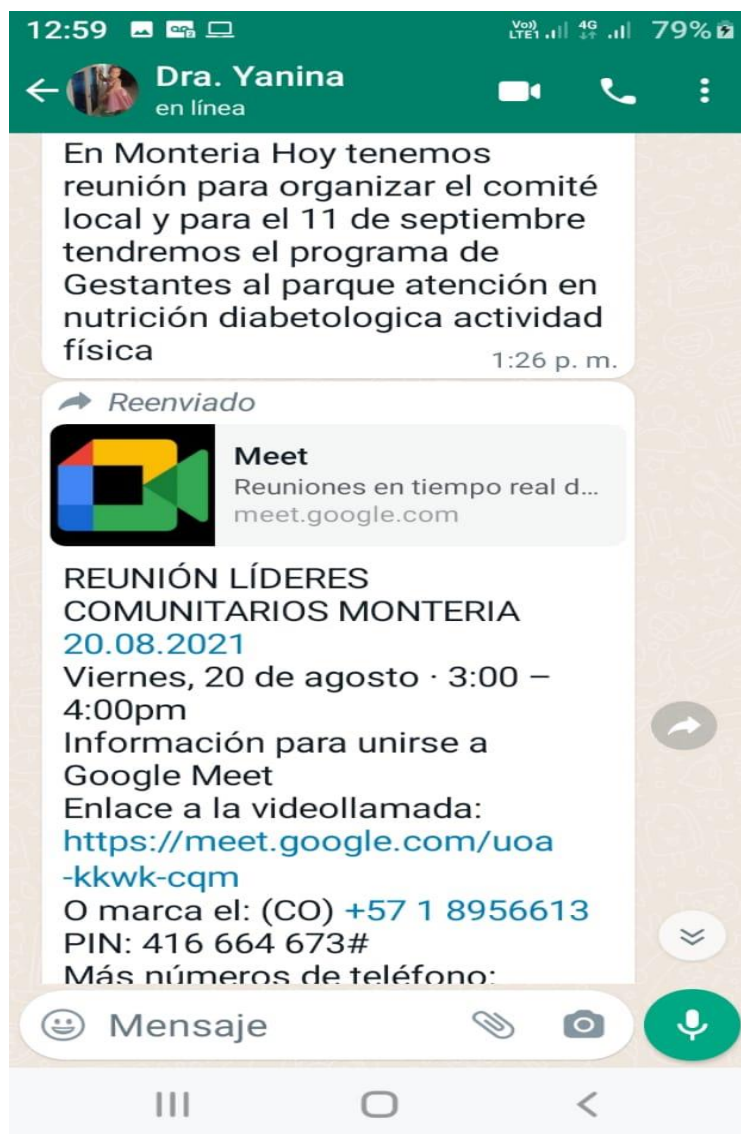 12:59
Vo)) LTE1 4G 79%
Dra. Yanina
en línea
En Monteria Hoy tenemos
reunión para organizar el comité
local y para el 11 de septiembre
tendremos el programa de
Gestantes al parque atención en
nutrición diabetologica actividad
física
1:26 p. m.
Reenviado
Meet
Reuniones en tiempo real d...
meet.google.com
REUNIÓN LÍDERES
COMUNITARIOS MONTERIA
20.08.2021
Viernes, 20 de agosto · 3:00 –
4:00pm
Información para unirse a
Google Meet
Enlace a la videollamada:
https://meet.google.com/uoa
-kkwk-cqm
O marca el: (CO) +57 1 8956613
PIN: 416 664 673#
Más números de teléfono:
Mensaje